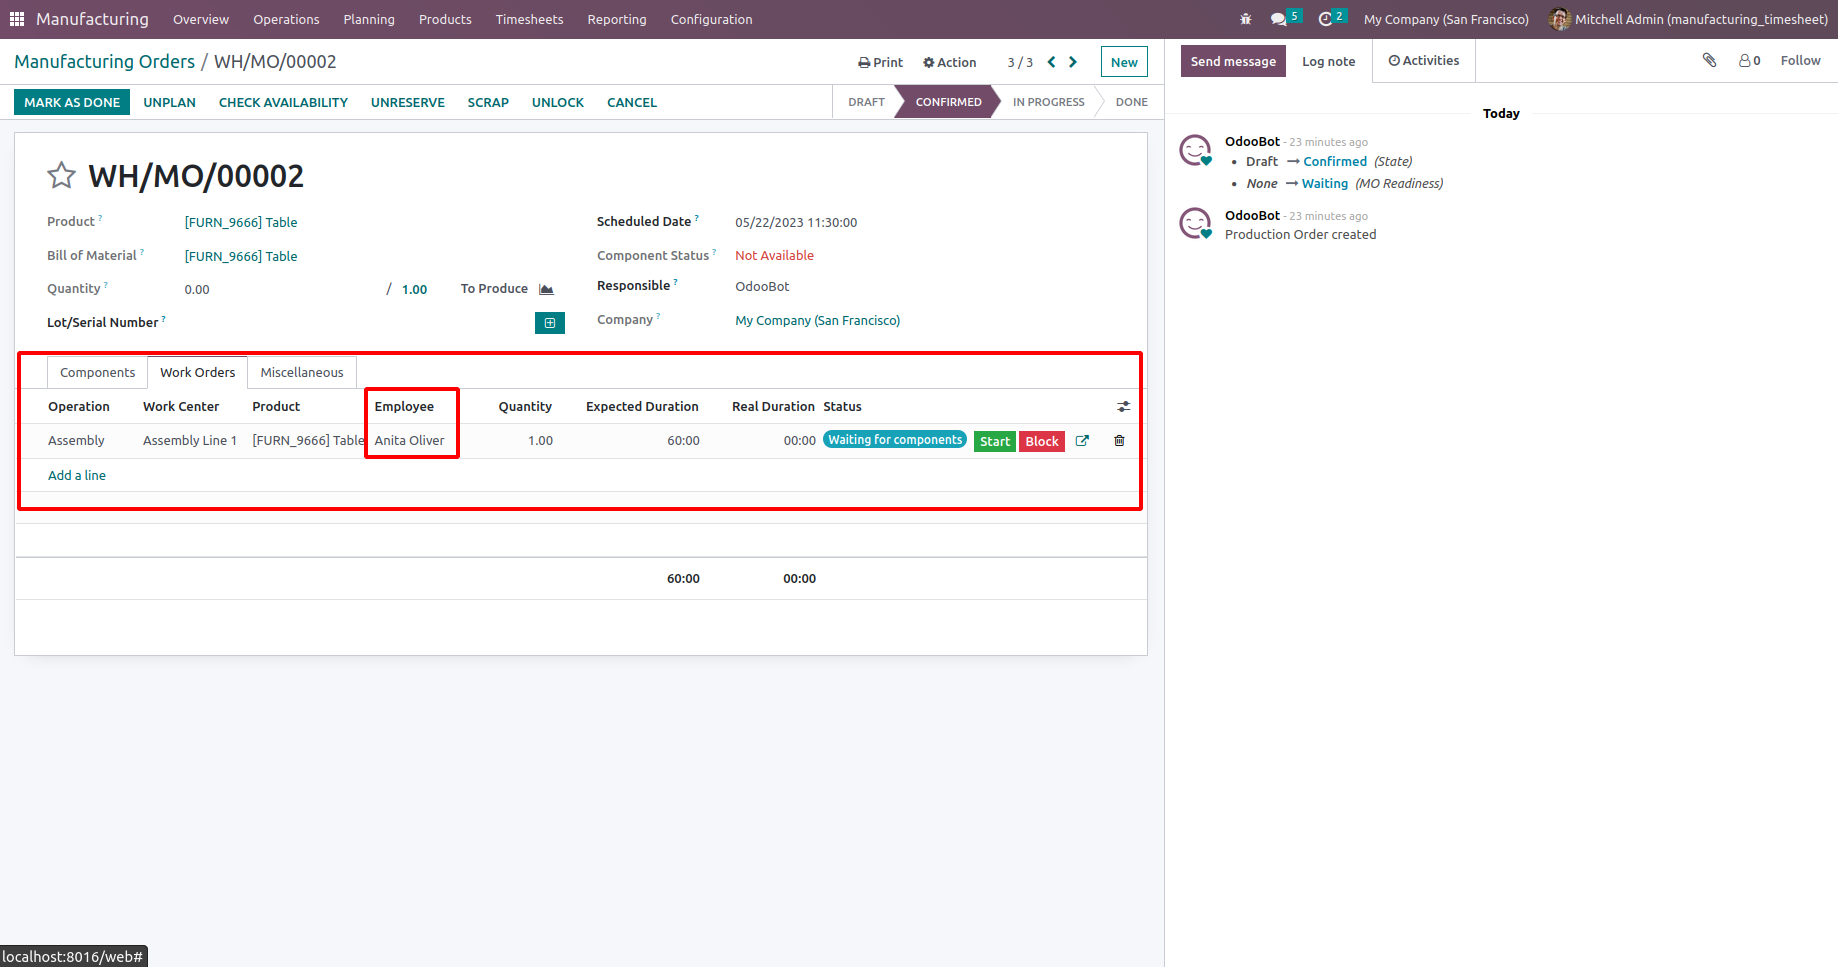 Manufacturing Overview Operations Planning Products Timesheets Reporting Configuration 5 2 My Company (San Francisco) Mitchell Admin (manufacturing_timesheet)
Manufacturing Orders / WH/MO/00002 Print Action 3 / 3 New
MARK AS DONE UNPLAN CHECK AVAILABILITY UNRESERVE SCRAP UNLOCK CANCEL DRAFT CONFIRMED IN PROGRESS DONE
WH/MO/00002
Product ? [FURN_9666] Table Scheduled Date ? 05/22/2023 11:30:00
Bill of Material ? [FURN_9666] Table Component Status ? Not Available
Quantity ? 0.00 / 1.00 To Produce Responsible ? OdooBot
Lot/Serial Number ? Company ? My Company (San Francisco)
Components Work Orders Miscellaneous
Operation Work Center Product Employee Quantity Expected Duration Real Duration Status
Assembly Assembly Line 1 [FURN_9666] Table Anita Oliver 1.00 60:00 00:00 Waiting for components Start Block
Add a line
60:00 00:00
Send message Log note Activities 0 Follow
Today
OdooBot - 23 minutes ago
• Draft → Confirmed (State)
• None → Waiting (MO Readiness)
OdooBot - 23 minutes ago
Production Order created
localhost:8016/web#